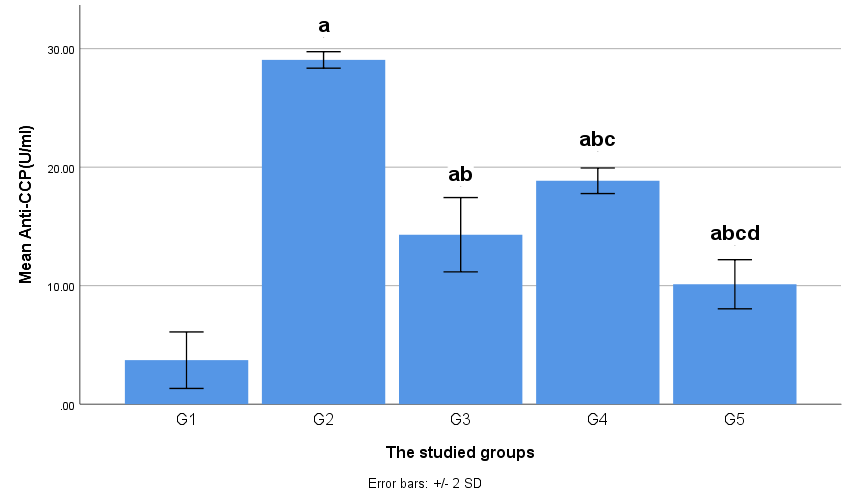 a
30.00
abc
20.00
ab
abcd
10.00
.00
Mean Anti-CCP(U/ml)
G1 G2 G3 G4 G5
The studied groups
Error bars: +/- 2 SD